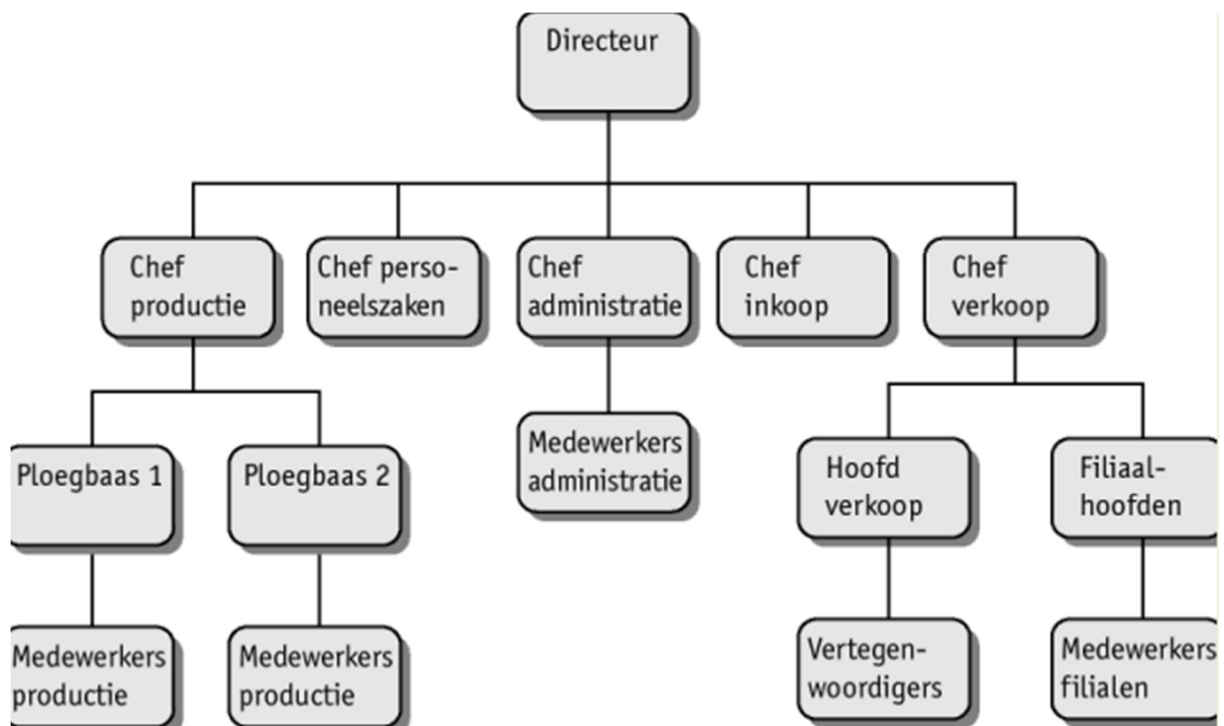 Directeur
Chef
productie
Chef perso-
neelszaken
Chef
administratie
Chef
inkoop
Chef
verkoop
Ploegbaas 1
Ploegbaas 2
Medewerkers
administratie
Hoofd
verkoop
Filiaal-
hoofden
Medewerkers
productie
Medewerkers
productie
Vertegen-
woordigers
Medewerkers
filialen